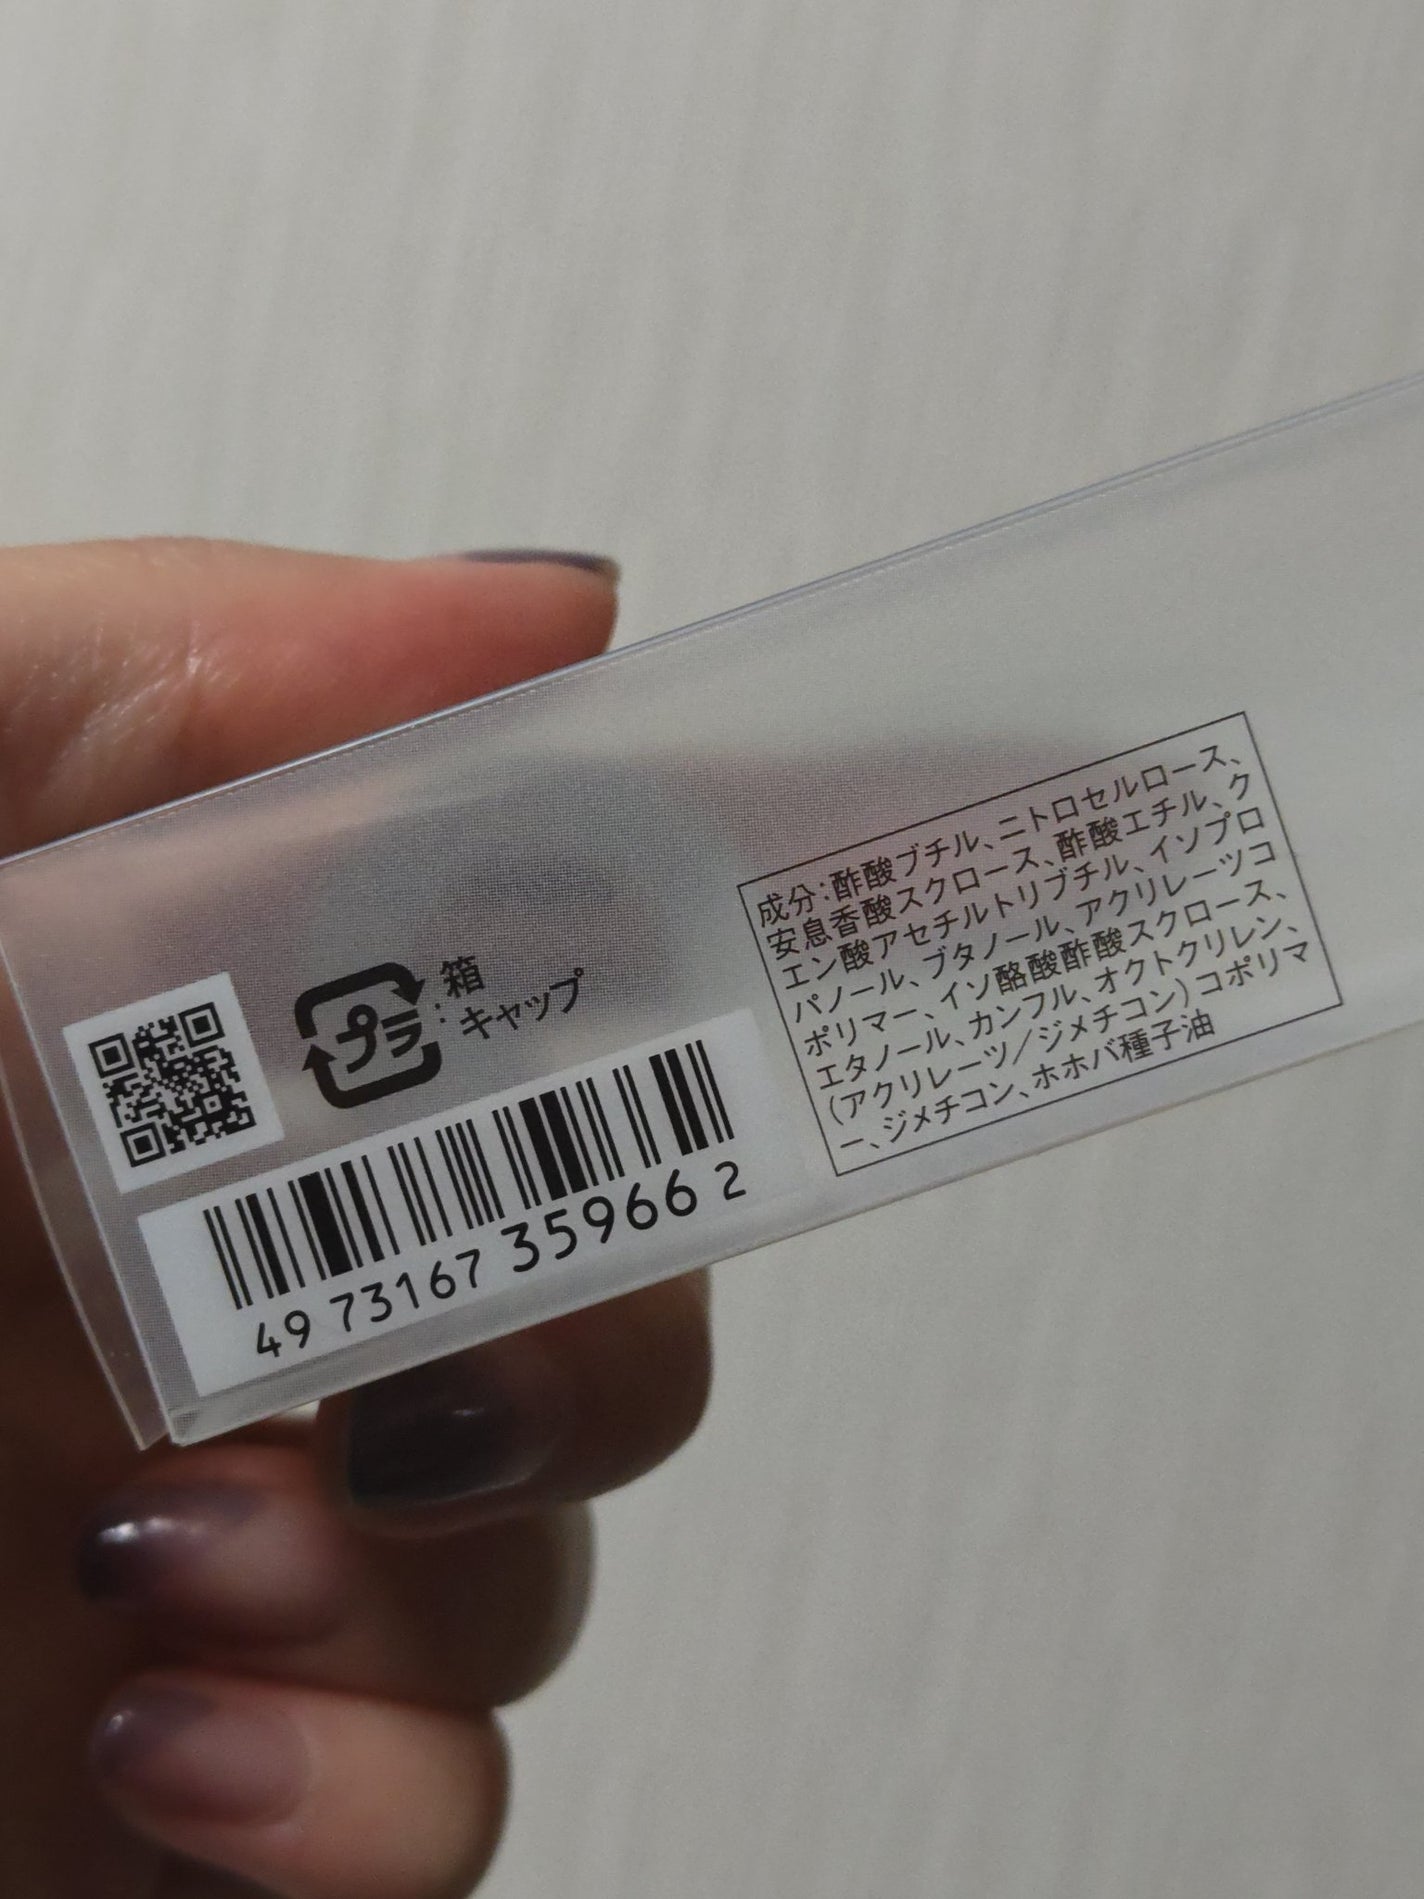 成分：酢酸ブチル、ニトロセルロース、
安息香酸スクロース、酢酸エチル、ク
エン酸アセチルトリブチル、イソプロ
パノール、ブタノール、アクリレーツコ
ポリマー、イソ酪酸酢酸スクロース、
エタノール、カンフル、オクトクリレン、
（アクリレーツ／ジメチコン）コポリマ
ー、ジメチコン、ホホバ種子油
プラ：箱
キャップ
4973167359662